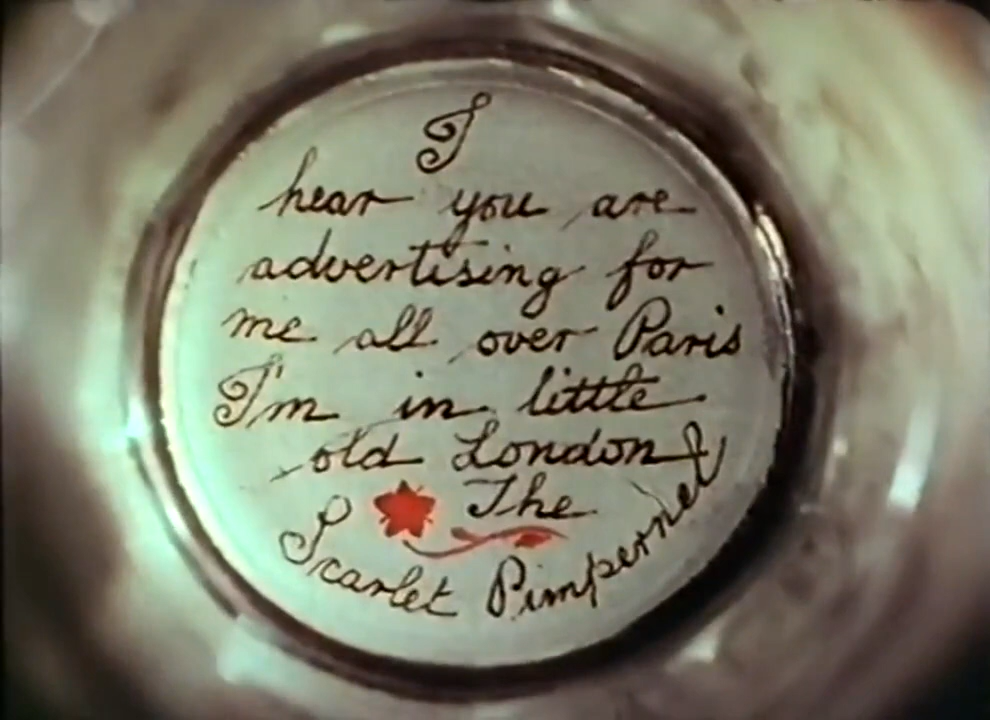 I
hear you are
advertising for
me all over Paris
I'm in little
old London
The
Scarlet Pimpernel